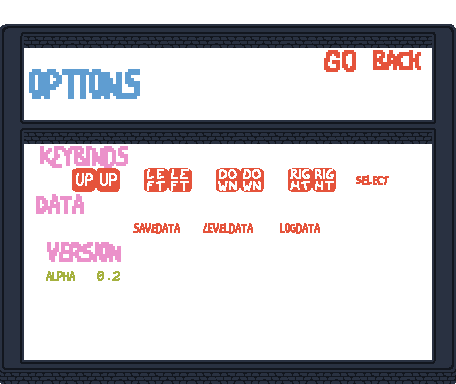 GO BACK
OPTIONS
KEYBINDS
UP UP LE FT LE FT DO WN DO WN RIG HT RIG HT SELECT
DATA
SAVEDATA LEVELDATA LOGDATA
VERSION
ALPHA 0.2